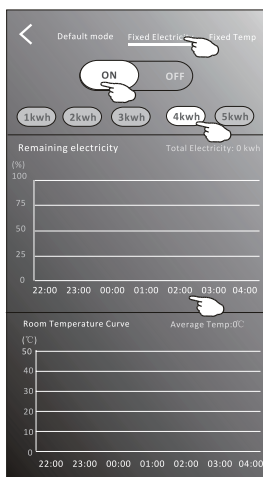 Default mode Fixed Electricity Fixed Temp
ON OFF
1kwh 2kwh 3kwh 4kwh 5kwh
Remaining electricity Total Electricity: 0 kwh
(%)
100
75
50
25
0
22:00 23:00 00:00 01:00 02:00 03:00 04:00
Room Temperature Curve Average Temp:0℃
(℃)
50
40
30
20
10
0
22:00 23:00 00:00 01:00 02:00 03:00 04:00